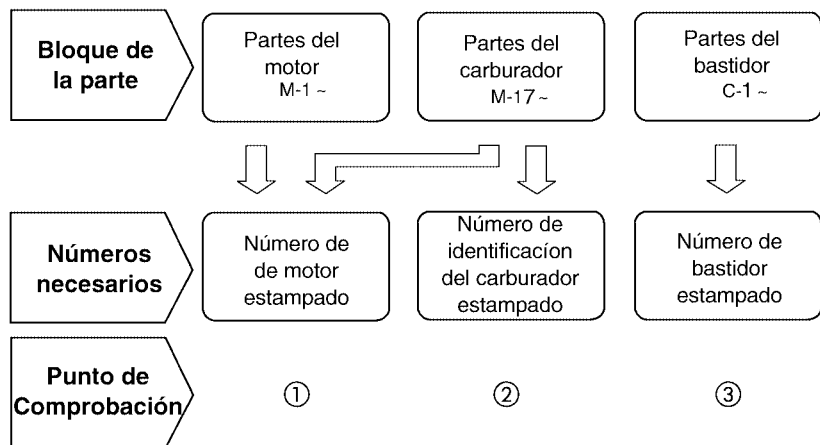 Bloque de
la parte
Partes del
motor
M-1 ~
Partes del
carburador
M-17 ~
Partes del
bastidor
C-1 ~
Números
necesarios
Número de
de motor
estampado
Número de
identificacíon
del carburador
estampado
Número de
bastidor
estampado
Punto de
Comprobación
①
②
③